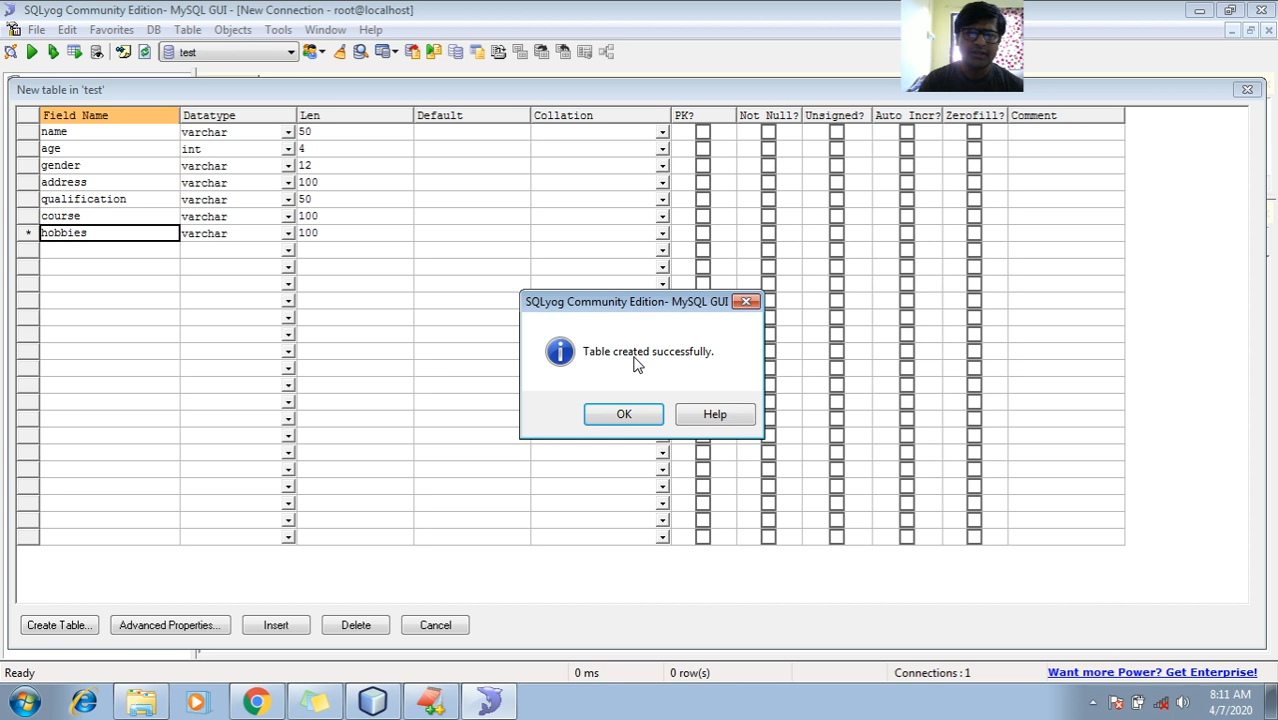 SQLyog Community Edition- MySQL GUI - [New Connection - root@localhost]
File Edit Favorites DB Table Objects Tools Window Help
test
New table in 'test'
Field Name Datatype Len Default Collation PK? Not Null? Unsigned? Auto Incr? Zerofill? Comment
name varchar 50
age int 4
gender varchar 12
address varchar 100
qualification varchar 50
course varchar 100
* hobbies varchar 100
SQLyog Community Edition- MySQL GUI
Table created successfully.
OK Help
Create Table... Advanced Properties... Insert Delete Cancel
Ready 0 ms 0 row(s) Connections : 1 Want more Power? Get Enterprise!
8:11 AM
4/7/2020